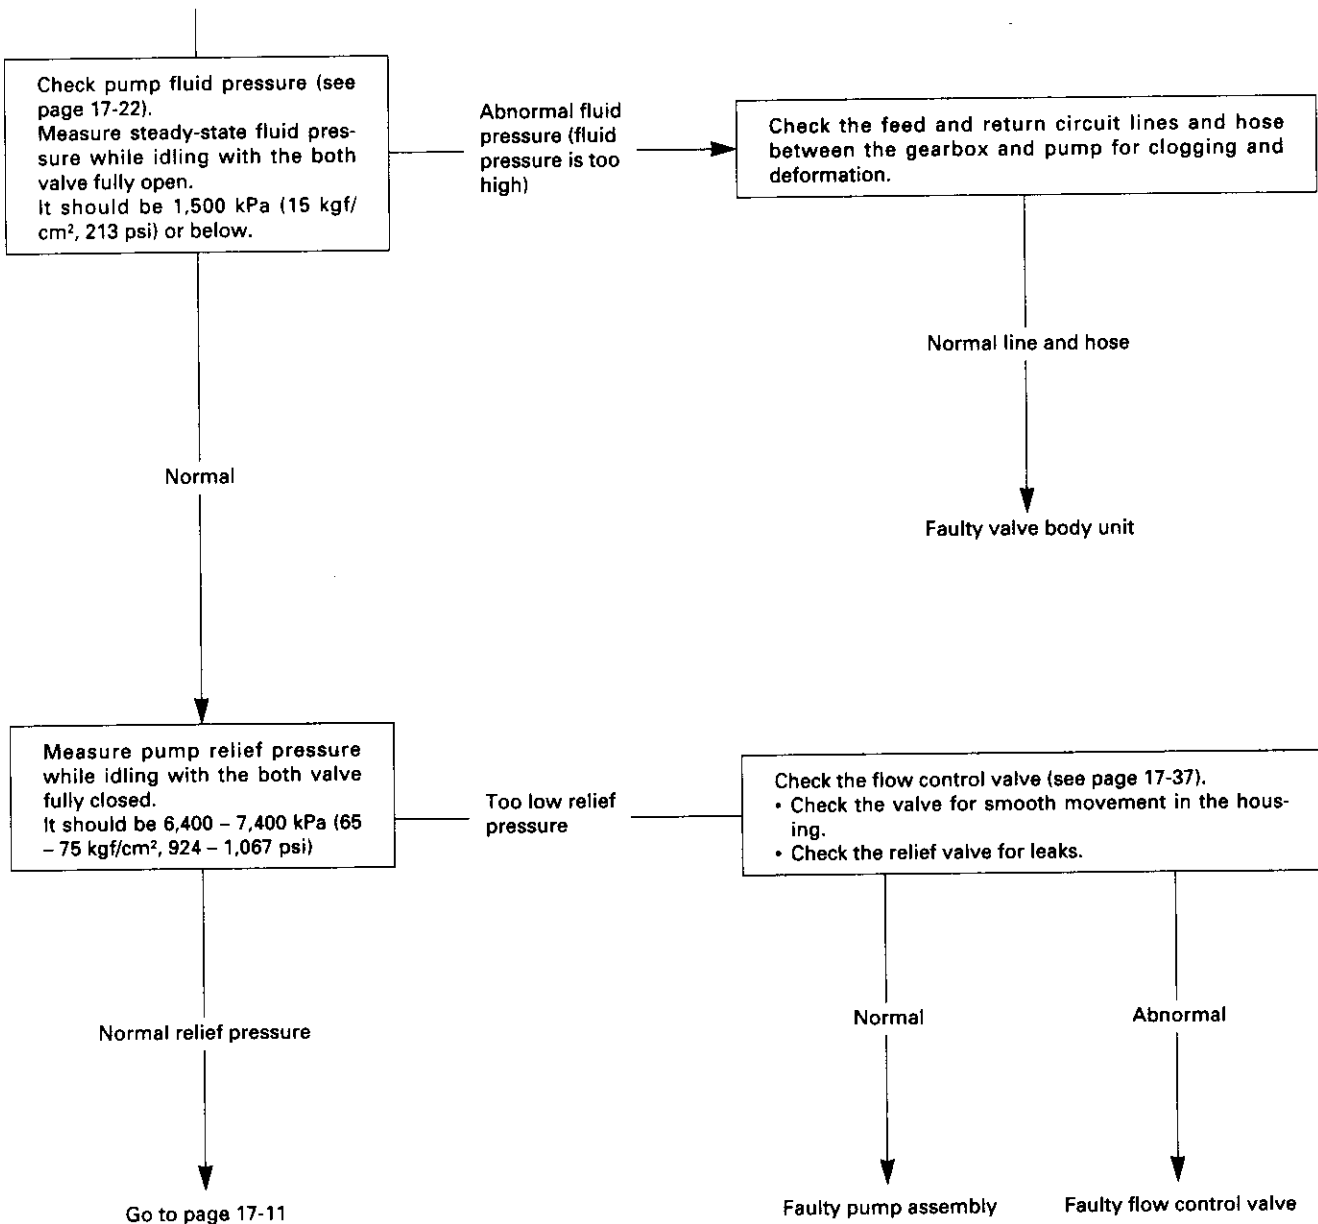 Check pump fluid pressure (see
page 17-22).
Measure steady-state fluid pres-
sure while idling with the both
valve fully open.
It should be 1,500 kPa (15 kgf/
cm², 213 psi) or below.
Abnormal fluid
pressure (fluid
pressure is too
high)
Check the feed and return circuit lines and hose
between the gearbox and pump for clogging and
deformation.
Normal line and hose
Faulty valve body unit
Normal
Measure pump relief pressure
while idling with the both valve
fully closed.
It should be 6,400 – 7,400 kPa (65
– 75 kgf/cm², 924 – 1,067 psi)
Too low relief
pressure
Check the flow control valve (see page 17-37).
• Check the valve for smooth movement in the hous-
ing.
• Check the relief valve for leaks.
Normal relief pressure
Normal
Abnormal
Go to page 17-11
Faulty pump assembly
Faulty flow control valve